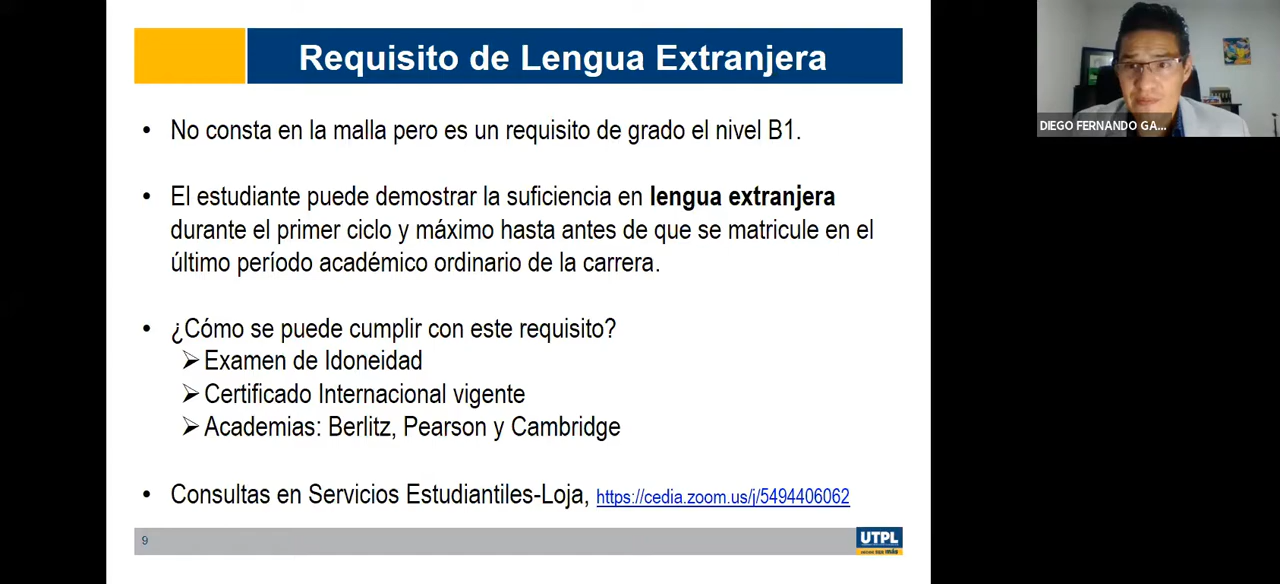 Requisito de Lengua Extranjera
• No consta en la malla pero es un requisito de grado el nivel B1.
• El estudiante puede demostrar la suficiencia en lengua extranjera
durante el primer ciclo y máximo hasta antes de que se matricule en el
último período académico ordinario de la carrera.
• ¿Cómo se puede cumplir con este requisito?
➢ Examen de Idoneidad
➢ Certificado Internacional vigente
➢ Academias: Berlitz, Pearson y Cambridge
• Consultas en Servicios Estudiantiles-Loja, https://cedia.zoom.us/j/5494406062
9
UTPL
DIEGO FERNANDO GA...